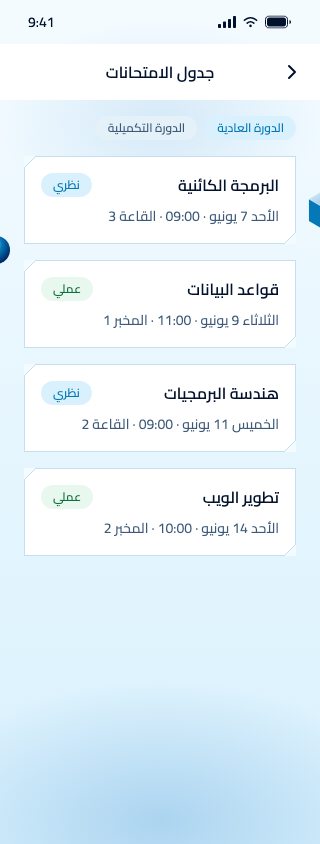 9:41
جدول الامتحانات
الدورة العادية
الدورة التكميلية
البرمجة الكائنية
نظري
الأحد 7 يونيو · 09:00 · القاعة 3
قواعد البيانات
عملي
الثلاثاء 9 يونيو · 11:00 · المخبر 1
هندسة البرمجيات
نظري
الخميس 11 يونيو · 09:00 · القاعة 2
تطوير الويب
عملي
الأحد 14 يونيو · 10:00 · المخبر 2